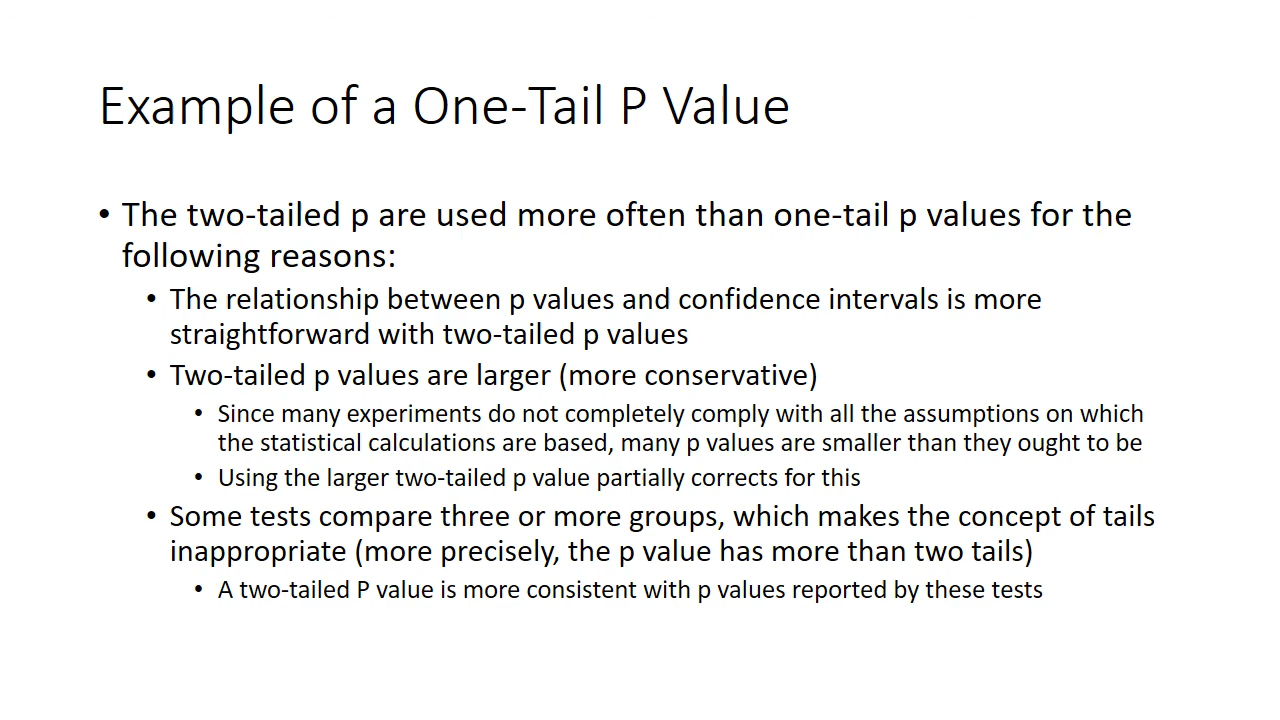 Example of a One-Tail P Value
• The two-tailed p are used more often than one-tail p values for the
following reasons:
• The relationship between p values and confidence intervals is more
straightforward with two-tailed p values
• Two-tailed p values are larger (more conservative)
• Since many experiments do not completely comply with all the assumptions on which
the statistical calculations are based, many p values are smaller than they ought to be
• Using the larger two-tailed p value partially corrects for this
• Some tests compare three or more groups, which makes the concept of tails
inappropriate (more precisely, the p value has more than two tails)
• A two-tailed P value is more consistent with p values reported by these tests